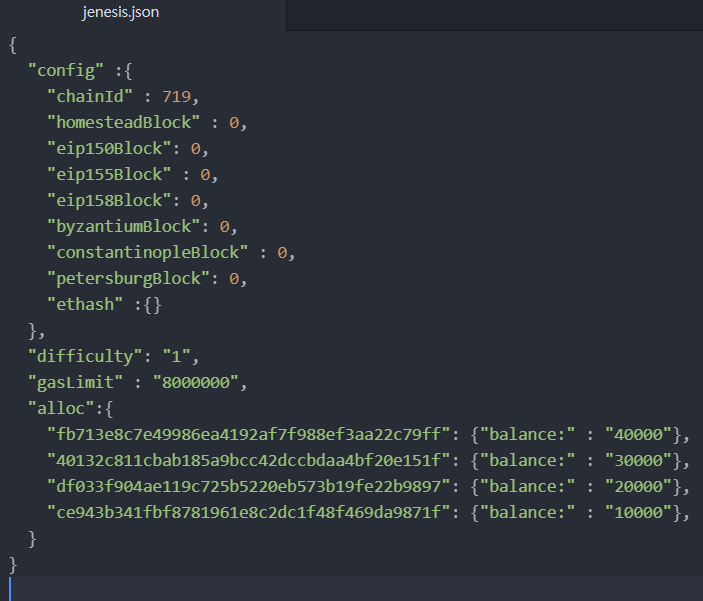 jenesis.json
{
"config" :{
"chainId" : 719,
"homesteadBlock" : 0,
"eip150Block": 0,
"eip155Block" : 0,
"eip158Block": 0,
"byzantiumBlock": 0,
"constantinopleBlock" : 0,
"petersburgBlock": 0,
"ethash" :{}
},
"difficulty": "1",
"gasLimit" : "8000000",
"alloc":{
"fb713e8c7e49986ea4192af7f988ef3aa22c79ff": {"balance:" : "40000"},
"40132c811cbab185a9bcc42dccbdaa4bf20e151f": {"balance:" : "30000"},
"df033f904ae119c725b5220eb573b19fe22b9897": {"balance:" : "20000"},
"ce943b341fbf8781961e8c2dc1f48f469da9871f": {"balance:" : "10000"},
}
}